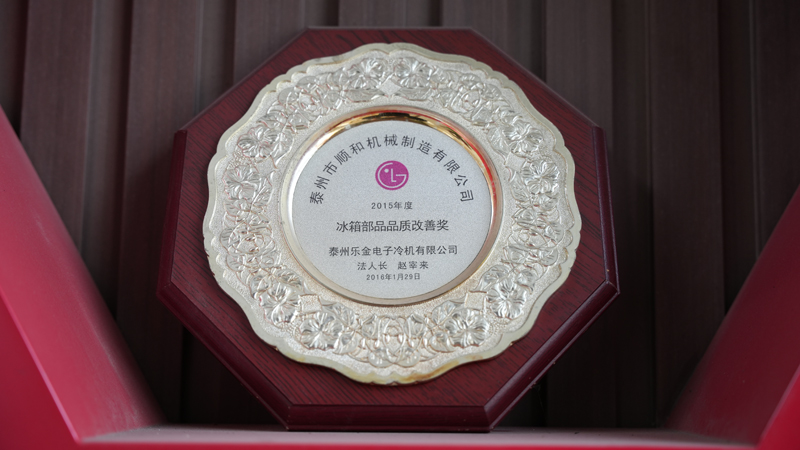 泰州市顺和机械制造有限公司
LG
2015年度
冰箱部品品质改善奖
泰州乐金电子冷机有限公司
法人长 赵宰来
2016年1月29日